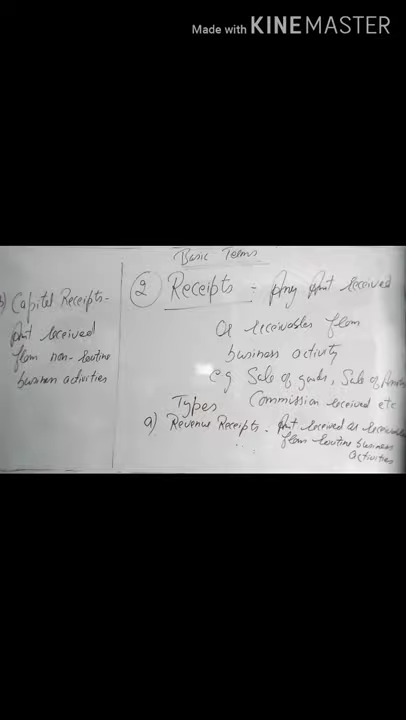 Made with KINEMASTER
Basic Terms
2 Receipts = Any Amt received
or receivables from
business activity
e.g Sale of goods, Sale of
Commission received etc
Types
a) Revenue Receipts - Amt received or receivables
from routine business
activities
b) Capital Receipts -
Amt received
from non-routine
business activities